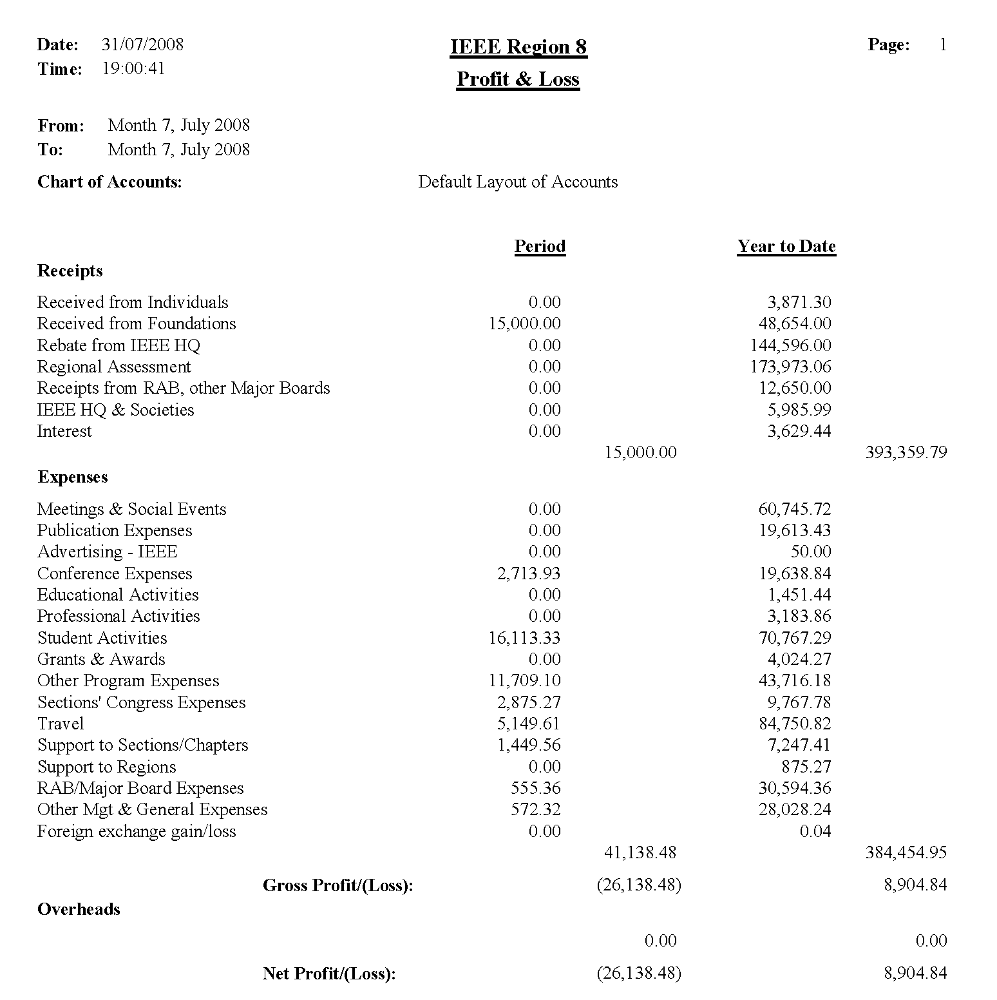 Date: 31/07/2008 IEEE Region 8 Page: 1
Time: 19:00:41 Profit & Loss
From: Month 7, July 2008
To: Month 7, July 2008
Chart of Accounts: Default Layout of Accounts
Period Year to Date
Receipts
Received from Individuals 0.00 3,871.30
Received from Foundations 15,000.00 48,654.00
Rebate from IEEE HQ 0.00 144,596.00
Regional Assessment 0.00 173,973.06
Receipts from RAB, other Major Boards 0.00 12,650.00
IEEE HQ & Societies 0.00 5,985.99
Interest 0.00 3,629.44
15,000.00 393,359.79
Expenses
Meetings & Social Events 0.00 60,745.72
Publication Expenses 0.00 19,613.43
Advertising - IEEE 0.00 50.00
Conference Expenses 2,713.93 19,638.84
Educational Activities 0.00 1,451.44
Professional Activities 0.00 3,183.86
Student Activities 16,113.33 70,767.29
Grants & Awards 0.00 4,024.27
Other Program Expenses 11,709.10 43,716.18
Sections' Congress Expenses 2,875.27 9,767.78
Travel 5,149.61 84,750.82
Support to Sections/Chapters 1,449.56 7,247.41
Support to Regions 0.00 875.27
RAB/Major Board Expenses 555.36 30,594.36
Other Mgt & General Expenses 572.32 28,028.24
Foreign exchange gain/loss 0.00 0.04
41,138.48 384,454.95
Gross Profit/(Loss): (26,138.48) 8,904.84
Overheads
0.00 0.00
Net Profit/(Loss): (26,138.48) 8,904.84